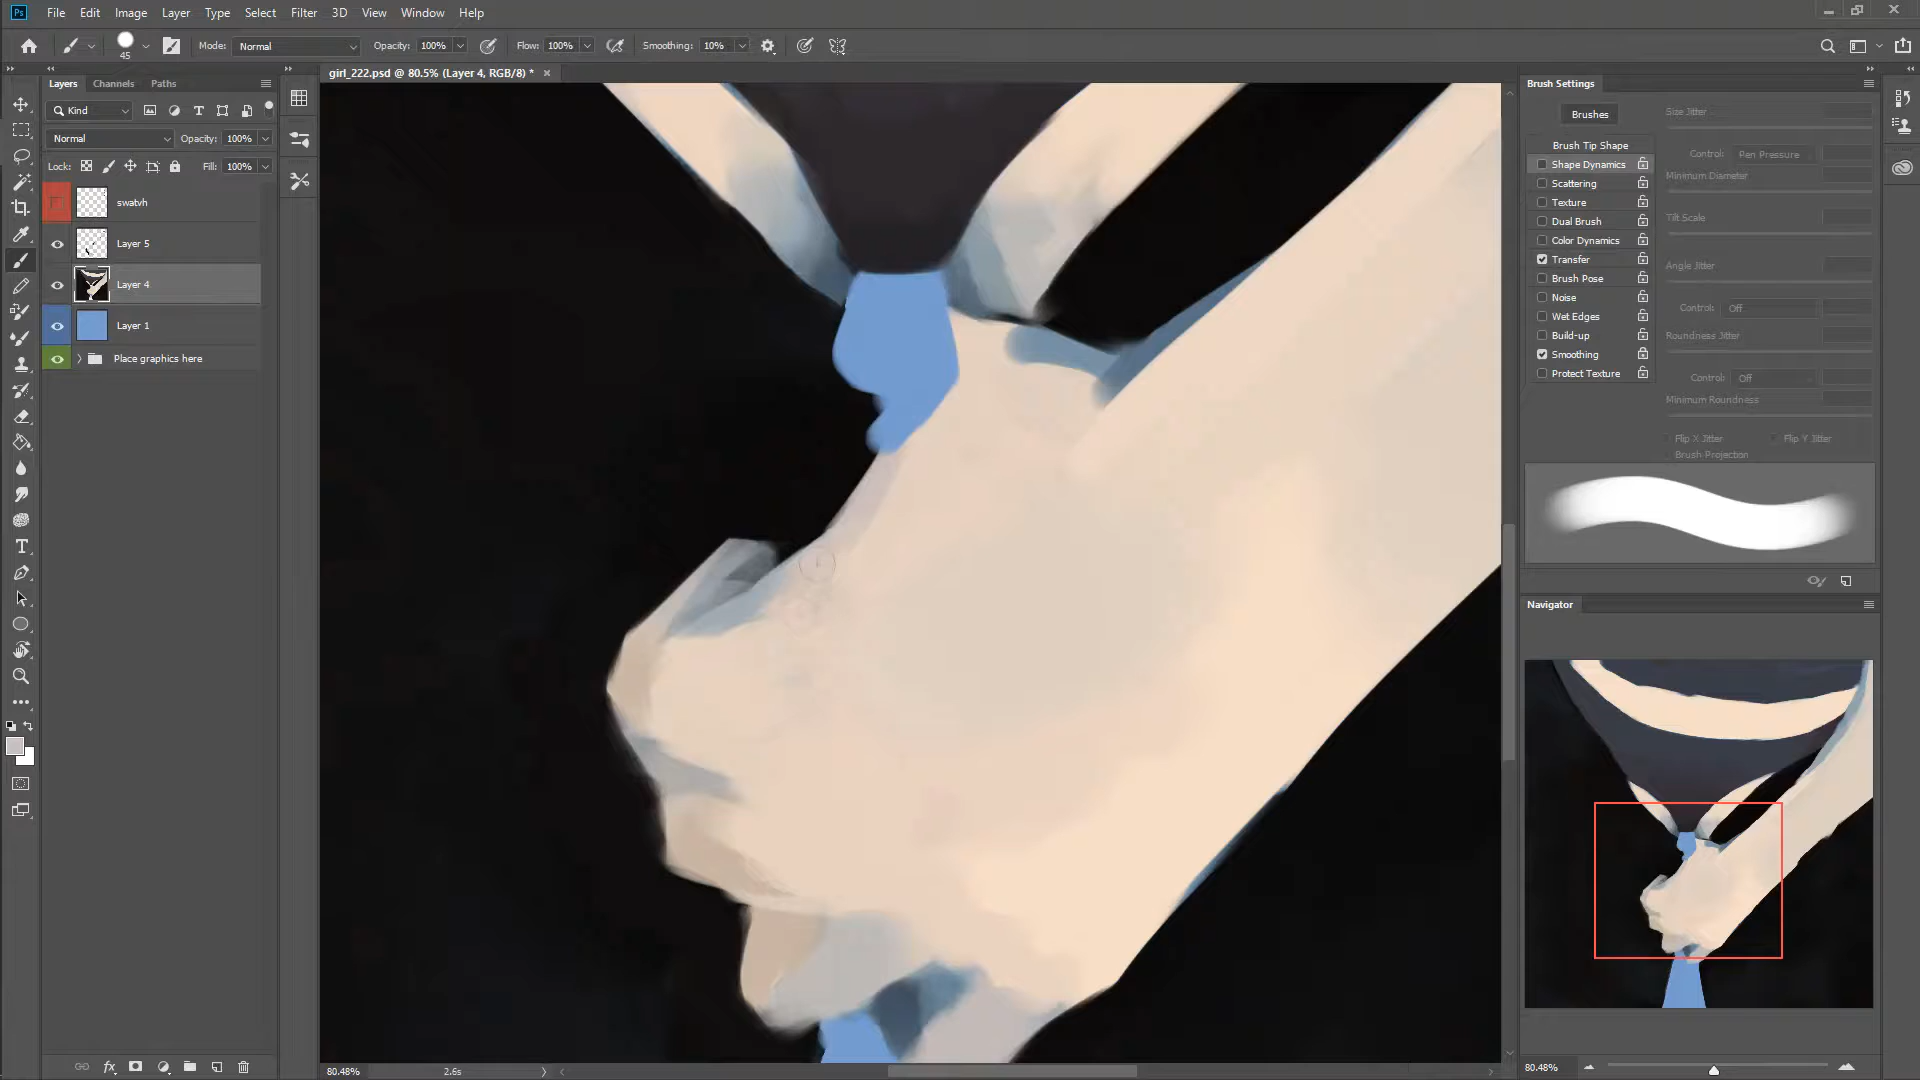 Ps File Edit Image Layer Type Select Filter 3D View Window Help
45 Mode: Normal Opacity: 100% Flow: 100% Smoothing: 10%
girl_222.psd @ 80.5% (Layer 4, RGB/8) *
Layers Channels Paths
Kind
Normal Opacity: 100%
Lock: Fill: 100%
swatvh
Layer 5
Layer 4
Layer 1
Place graphics here
80.48% 2.6s
Brush Settings
Brushes
Brush Tip Shape
Shape Dynamics
Scattering
Texture
Dual Brush
Color Dynamics
Transfer
Brush Pose
Noise
Wet Edges
Build-up
Smoothing
Protect Texture
Size Jitter
Control: Pen Pressure
Minimum Diameter
Tilt Scale
Angle Jitter
Control: Off
Roundness Jitter
Control: Off
Minimum Roundness
Flip X Jitter Flip Y Jitter
Brush Projection
Navigator
80.48%